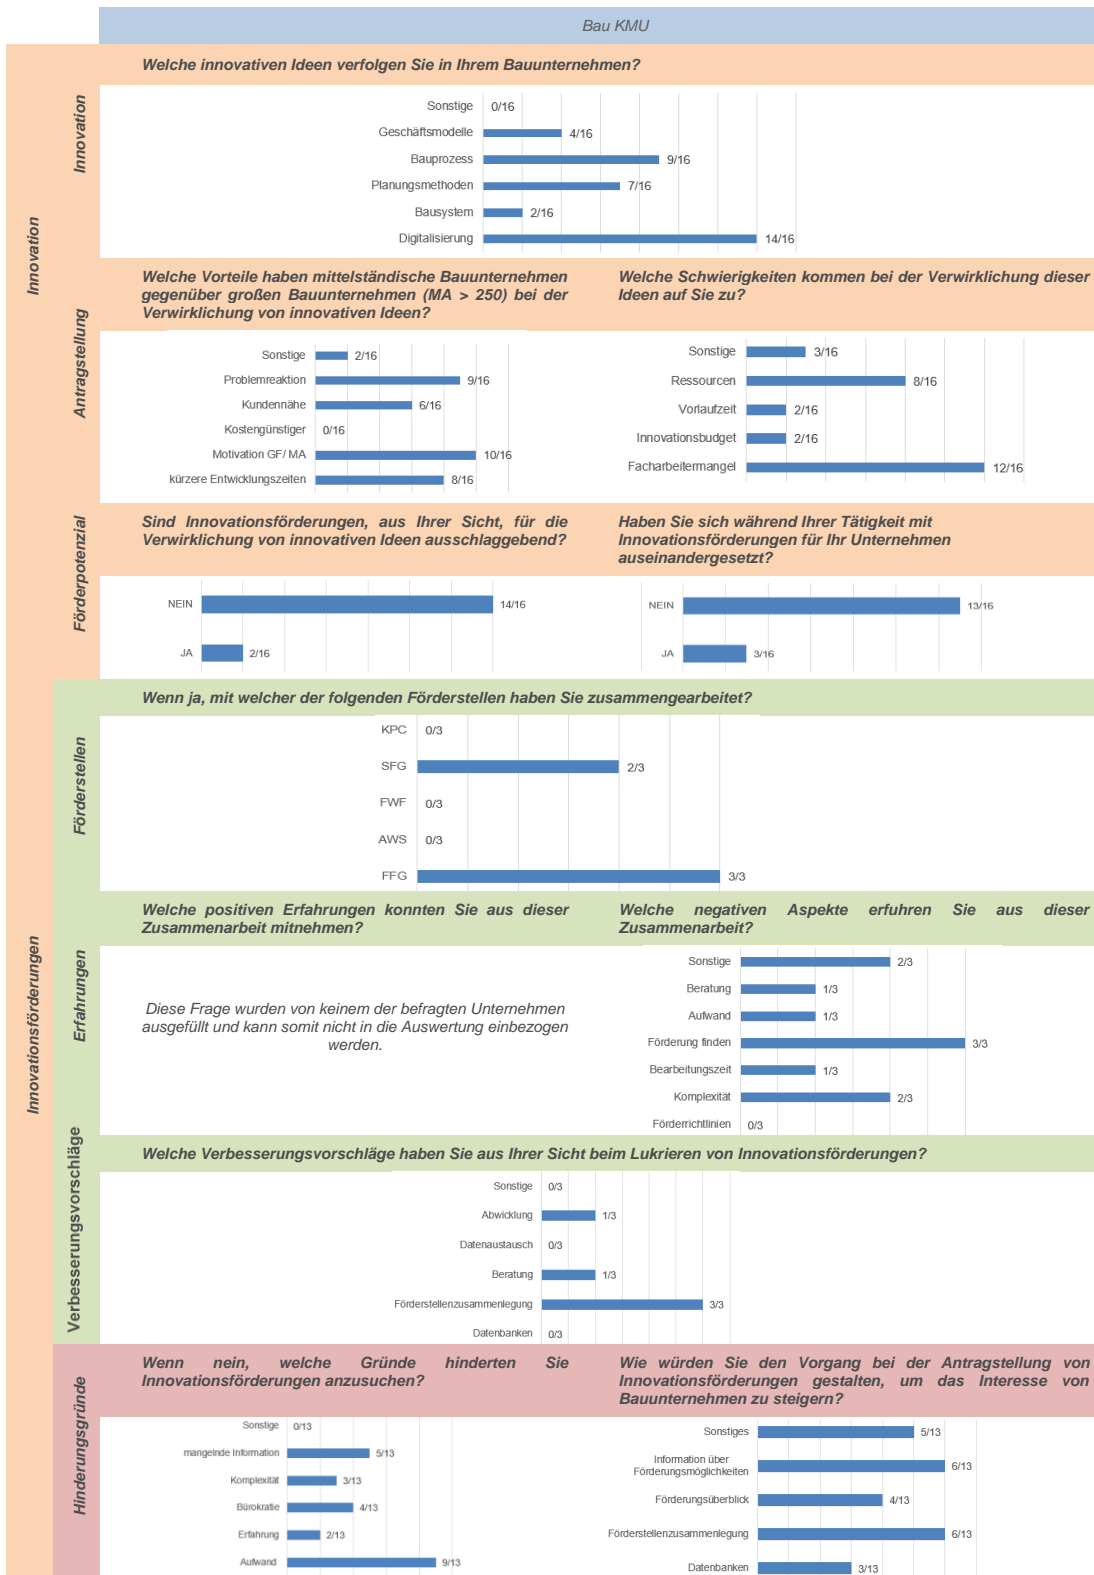 Bau KMU
Innovation
Innovation
Welche innovativen Ideen verfolgen Sie in Ihrem Bauunternehmen?
Sonstige 0/16
Geschäftsmodelle 4/16
Bauprozess 9/16
Planungsmethoden 7/16
Bausystem 2/16
Digitalisierung 14/16
Antragstellung
Welche Vorteile haben mittelständische Bauunternehmen
gegenüber großen Bauunternehmen (MA > 250) bei der
Verwirklichung von innovativen Ideen?
Sonstige 2/16
Problemreaktion 9/16
Kundennähe 6/16
Kostengünstiger 0/16
Motivation GF/ MA 10/16
kürzere Entwicklungszeiten 8/16
Welche Schwierigkeiten kommen bei der Verwirklichung dieser
Ideen auf Sie zu?
Sonstige 3/16
Ressourcen 8/16
Vorlaufzeit 2/16
Innovationsbudget 2/16
Facharbeitermangel 12/16
Förderpotenzial
Sind Innovationsförderungen, aus Ihrer Sicht, für die
Verwirklichung von innovativen Ideen ausschlaggebend?
NEIN 14/16
JA 2/16
Haben Sie sich während Ihrer Tätigkeit mit
Innovationsförderungen für Ihr Unternehmen
auseinandergesetzt?
NEIN 13/16
JA 3/16
Innovationsförderungen
Förderstellen
Wenn ja, mit welcher der folgenden Förderstellen haben Sie zusammengearbeitet?
KPC 0/3
SFG 2/3
FWF 0/3
AWS 0/3
FFG 3/3
Erfahrungen
Welche positiven Erfahrungen konnten Sie aus dieser
Zusammenarbeit mitnehmen?
Diese Frage wurden von keinem der befragten Unternehmen
ausgefüllt und kann somit nicht in die Auswertung einbezogen
werden.
Welche negativen Aspekte erfuhren Sie aus dieser
Zusammenarbeit?
Sonstige 2/3
Beratung 1/3
Aufwand 1/3
Förderung finden 3/3
Bearbeitungszeit 1/3
Komplexität 2/3
Förderrichtlinien 0/3
Verbesserungsvorschläge
Welche Verbesserungsvorschläge haben Sie aus Ihrer Sicht beim Lukrieren von Innovationsförderungen?
Sonstige 0/3
Abwicklung 1/3
Datenaustausch 0/3
Beratung 1/3
Förderstellenzusammenlegung 3/3
Datenbanken 0/3
Hinderungsgründe
Wenn nein, welche Gründe hinderten Sie
Innovationsförderungen anzusuchen?
Sonstige 0/13
mangelnde Information 5/13
Komplexität 3/13
Bürokratie 4/13
Erfahrung 2/13
Aufwand 9/13
Wie würden Sie den Vorgang bei der Antragstellung von
Innovationsförderungen gestalten, um das Interesse von
Bauunternehmen zu steigern?
Sonstiges 5/13
Information über
Förderungsmöglichkeiten 6/13
Förderungsüberblick 4/13
Förderstellenzusammenlegung 6/13
Datenbanken 3/13